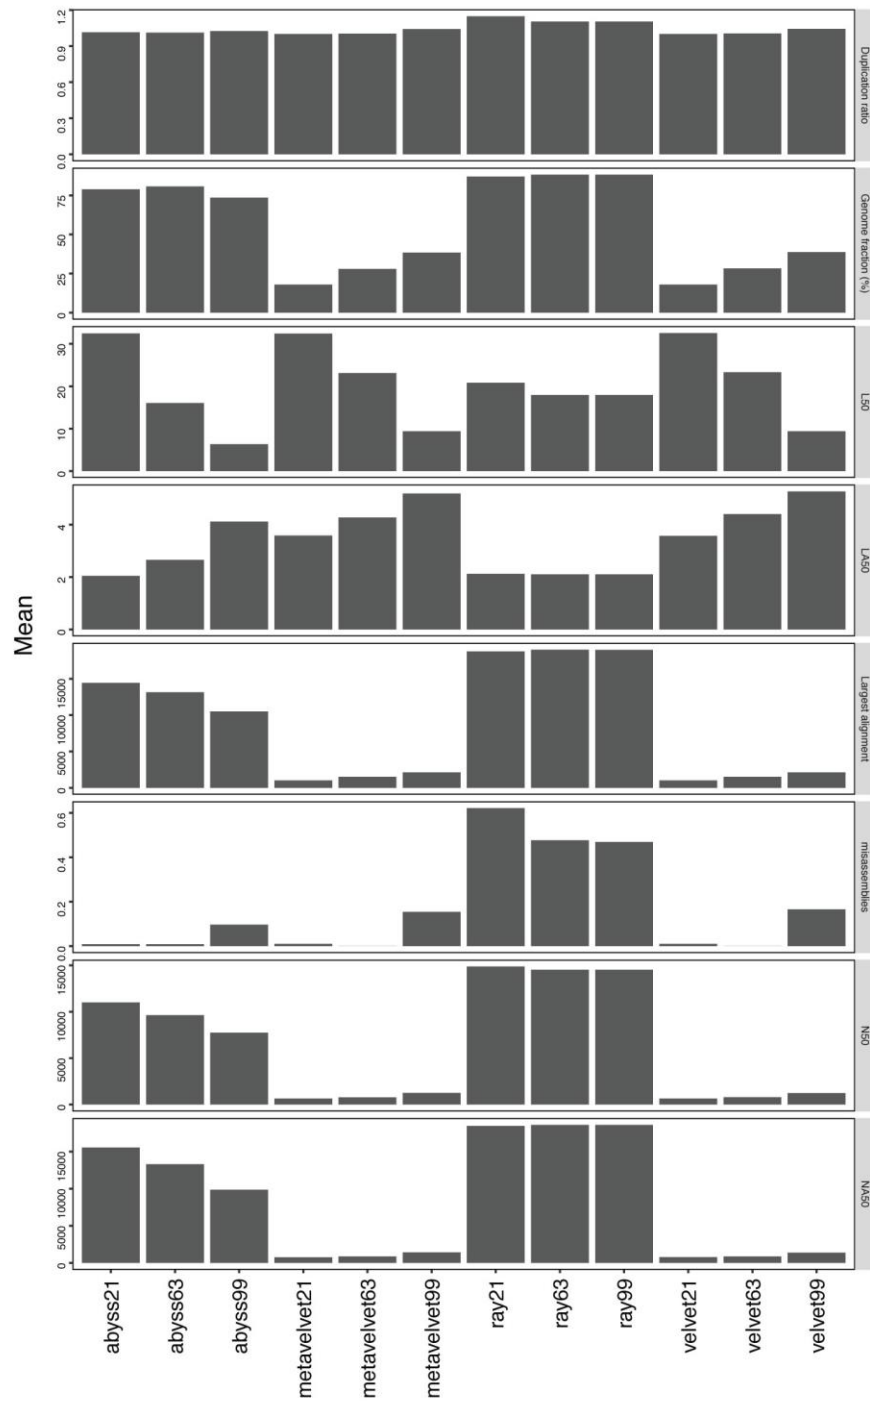 Mean
0.0 0.3 0.6 0.9 1.2
Duplication ratio
0 25 50 75
Genome fraction (%)
0 10 20 30
L50
0 2 4
LA50
0 5000 10000 15000
Largest alignment
0.0 0.2 0.4 0.6
misassemblies
0 5000 10000 15000
N50
0 5000 10000 15000
NA50
abyss21
abyss63
abyss99
metavelvet21
metavelvet63
metavelvet99
ray21
ray63
ray99
velvet21
velvet63
velvet99